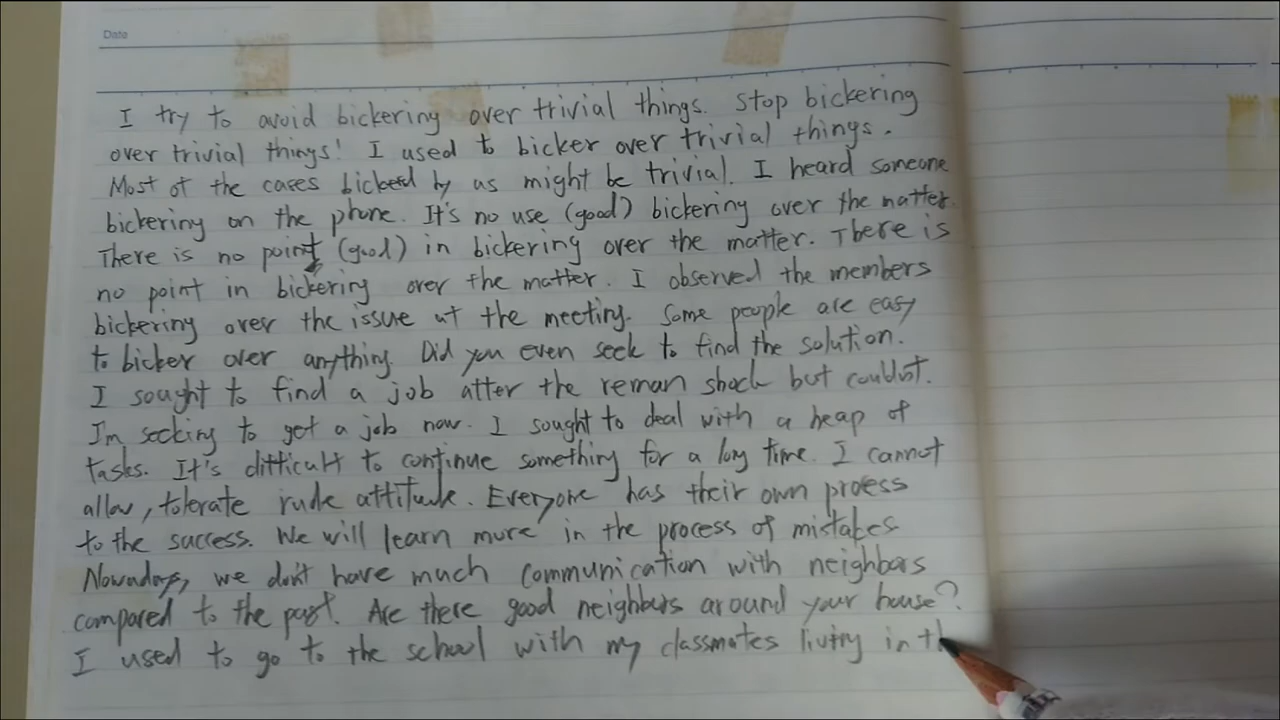 Date
I try to avoid bickering over trivial things. Stop bickering
over trivial things! I used to bicker over trivial things.
Most of the cases bickered by us might be trivial. I heard someone
bickering on the phone. It's no use (good) bickering over the matter.
There is no point (good) in bickering over the matter. There is
no point in bickering over the matter. I observed the members
bickering over the issue at the meeting. Some people are easy
to bicker over anything. Did you even seek to find the solution.
I sought to find a job after the reman shock but couldn't.
I'm seeking to get a job now. I sought to deal with a heap of
tasks. It's difficult to continue something for a long time. I cannot
allow, tolerate rude attitude. Everyone has their own process
to the success. We will learn more in the process of mistakes
Nowadays, we don't have much communication with neighbors
compared to the past. Are there good neighbors around your house?
I used to go to the school with my classmates living in th